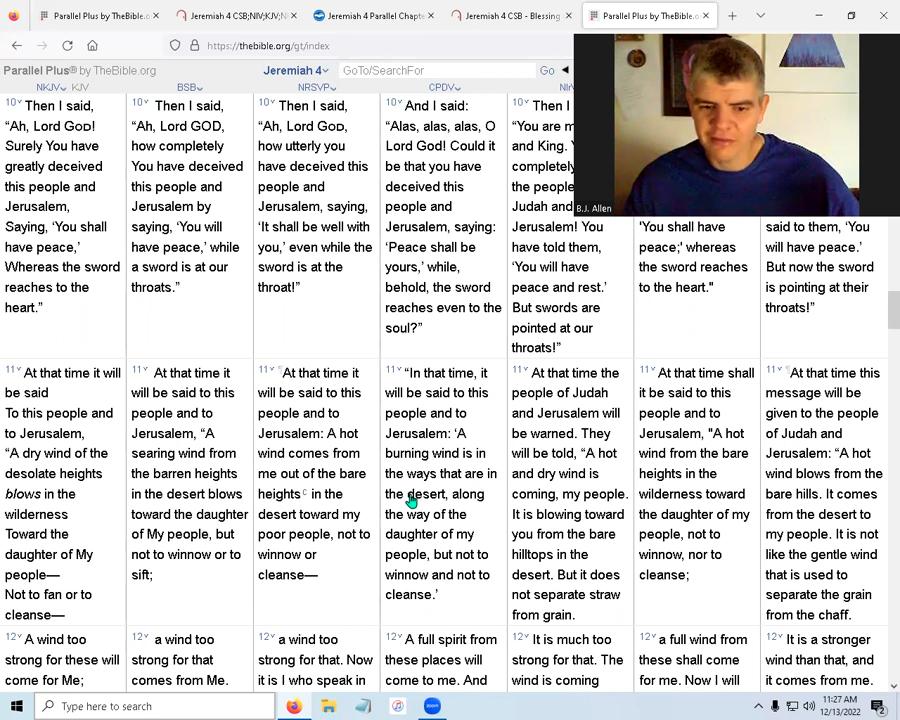 Parallel Plus by TheBible.o
Jeremiah 4 CSB;NIV;KJV;N
Jeremiah 4 Parallel Chapte
Jeremiah 4 CSB - Blessing
Parallel Plus by TheBible.o
https://thebible.org/gt/index
Parallel Plus® by TheBible.org
Jeremiah 4
GoTo/SearchFor
Go
NKJV KJV
BSB
NRSVP
CPDV
NIr
10 v Then I said,
“Ah, Lord GOD!
Surely You have
greatly deceived
this people and
Jerusalem,
Saying, ‘You shall
have peace,’
Whereas the sword
reaches to the
heart.”
10 v Then I said,
“Ah, Lord GOD,
how completely
You have deceived
this people and
Jerusalem by
saying, ‘You will
have peace,’ while
a sword is at our
throats.”
10 v Then I said,
“Ah, Lord God,
how utterly you
have deceived this
people and
Jerusalem, saying,
‘It shall be well with
you,’ even while the
sword is at the
throat!”
10 v And I said:
“Alas, alas, alas, O
Lord God! Could it
be that you have
deceived this
people and
Jerusalem, saying:
‘Peace shall be
yours,’ while,
behold, the sword
reaches even to the
soul?”
10 v Then I
“You are m
and King. Y
completely
the people
Judah and
Jerusalem! You
have told them,
‘You will have
peace and rest.’
But swords are
pointed at our
throats!”
'You shall have
peace;' whereas
the sword reaches
to the heart."
said to them, ‘You
will have peace.’
But now the sword
is pointing at their
throats!”
B.J. Allen
11 v At that time it will
be said
To this people and
to Jerusalem,
“A dry wind of the
desolate heights
blows in the
wilderness
Toward the
daughter of My
people—
Not to fan or to
cleanse—
11 v At that time it
will be said to this
people and to
Jerusalem, “A
searing wind from
the barren heights
in the desert blows
toward the daughter
of My people, but
not to winnow or to
sift;
11 v At that time it
will be said to this
people and to
Jerusalem: A hot
wind comes from
me out of the bare
heights c in the
desert toward my
poor people, not to
winnow or
cleanse—
11 v “In that time, it
will be said to this
people and to
Jerusalem: ‘A
burning wind is in
the ways that are in
the desert, along
the way of the
daughter of my
people, but not to
winnow and not to
cleanse.’
11 v At that time the
people of Judah
and Jerusalem will
be warned. They
will be told, “A hot
and dry wind is
coming, my people.
It is blowing toward
you from the bare
hilltops in the
desert. But it does
not separate straw
from grain.
11 v At that time shall
it be said to this
people and to
Jerusalem, "A hot
wind from the bare
heights in the
wilderness toward
the daughter of my
people, not to
winnow, nor to
cleanse;
11 v At that time this
message will be
given to the people
of Judah and
Jerusalem: “A hot
wind blows from the
bare hills. It comes
from the desert to
my people. It is not
like the gentle wind
that is used to
separate the grain
from the chaff.
12 v A wind too
strong for these will
come for Me;
12 v a wind too
strong for that
comes from Me.
12 v a wind too
strong for that. Now
it is I who speak in
12 v A full spirit from
these places will
come to me. And
12 v It is much too
strong for that. The
wind is coming
12 v a full wind from
these shall come
for me. Now I will
12 v It is a stronger
wind than that, and
it comes from me.
Type here to search
11:27 AM
12/13/2022
2